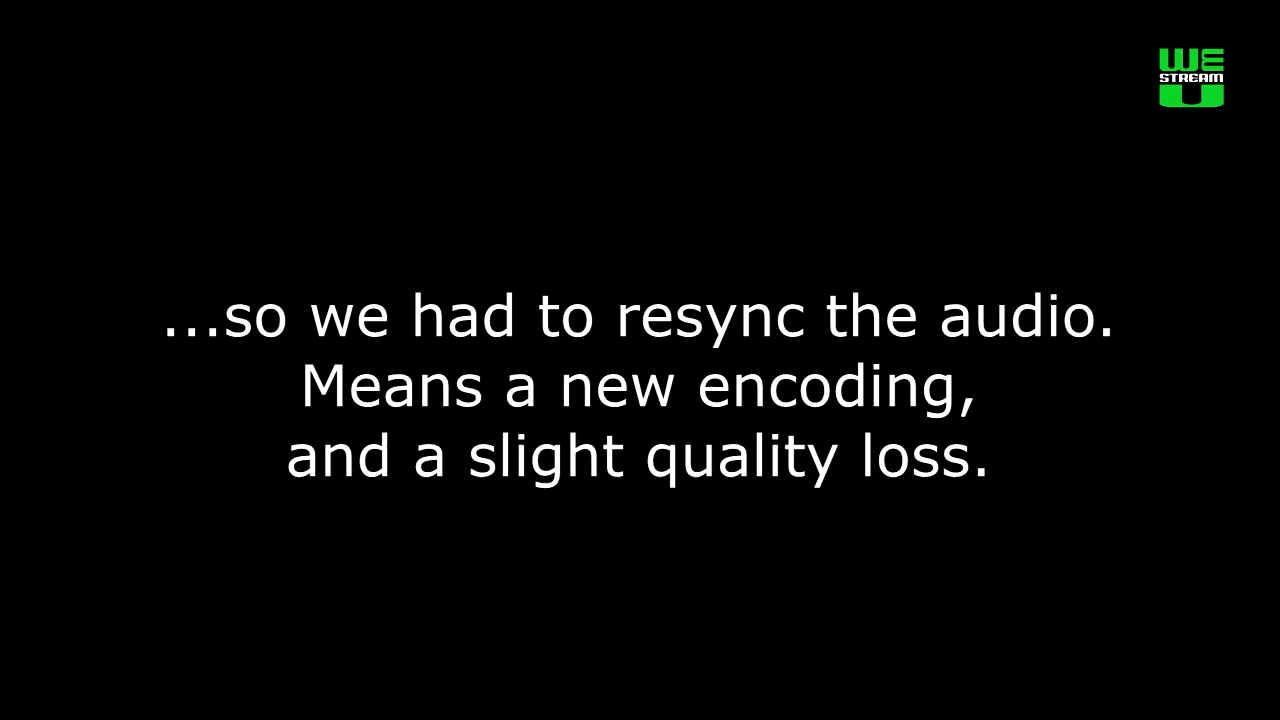 WE
STREAM
U
...so we had to resync the audio.
Means a new encoding,
and a slight quality loss.